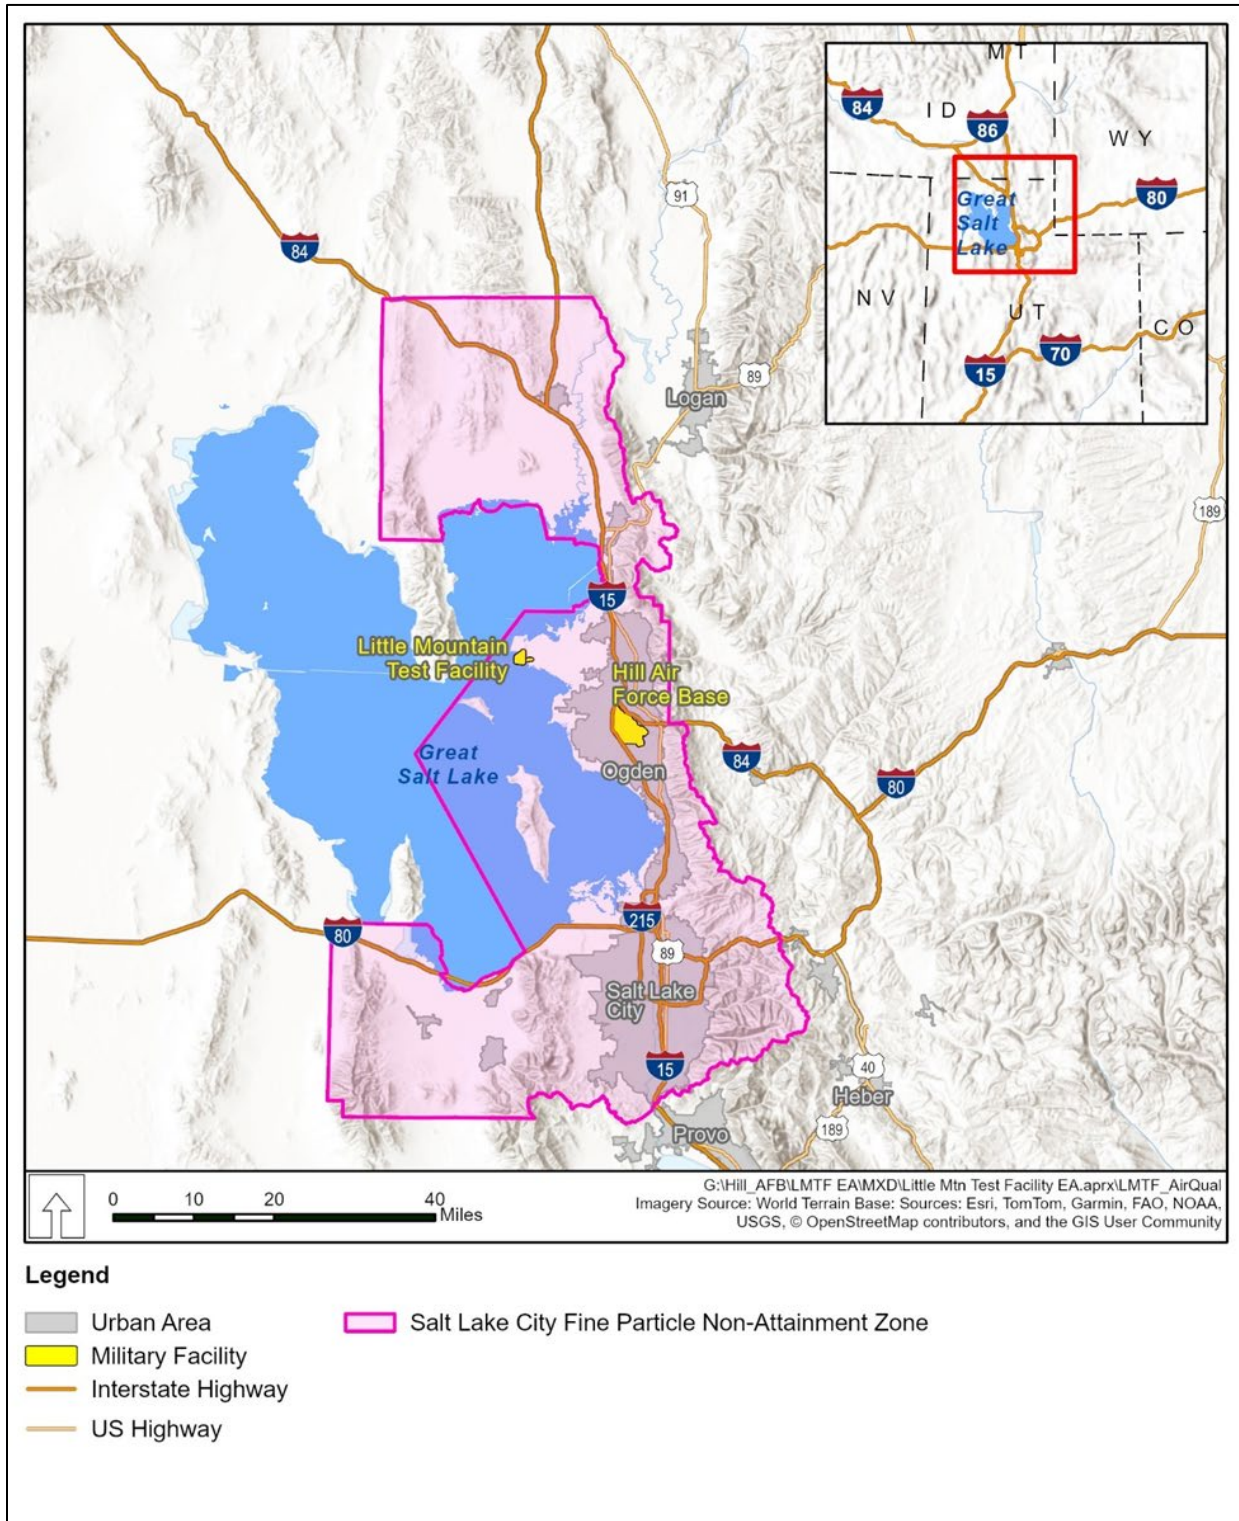 M T
84
I D
86
W Y
91
80
Great
Salt
Lake
84
N V
U T
C O
70
15
89
Logan
189
15
Little Mountain
Test Facility
Hill Air
Force Base
Great
Salt Lake
84
Ogden
80
215
80
89
Salt Lake
City
15
40
Heber
Provo
189
0
20
40
Miles
G:\Hill_AFB\LMTF EA\MXD\Little Mtn Test Facility EA.aprx\LMTF_AirQual
Imagery Source: World Terrain Base: Sources: Esri, TomTom, Garmin, FAO, NOAA,
USGS, © OpenStreetMap contributors, and the GIS User Community
Legend
Urban Area
Salt Lake City Fine Particle Non-Attainment Zone
Military Facility
Interstate Highway
US Highway